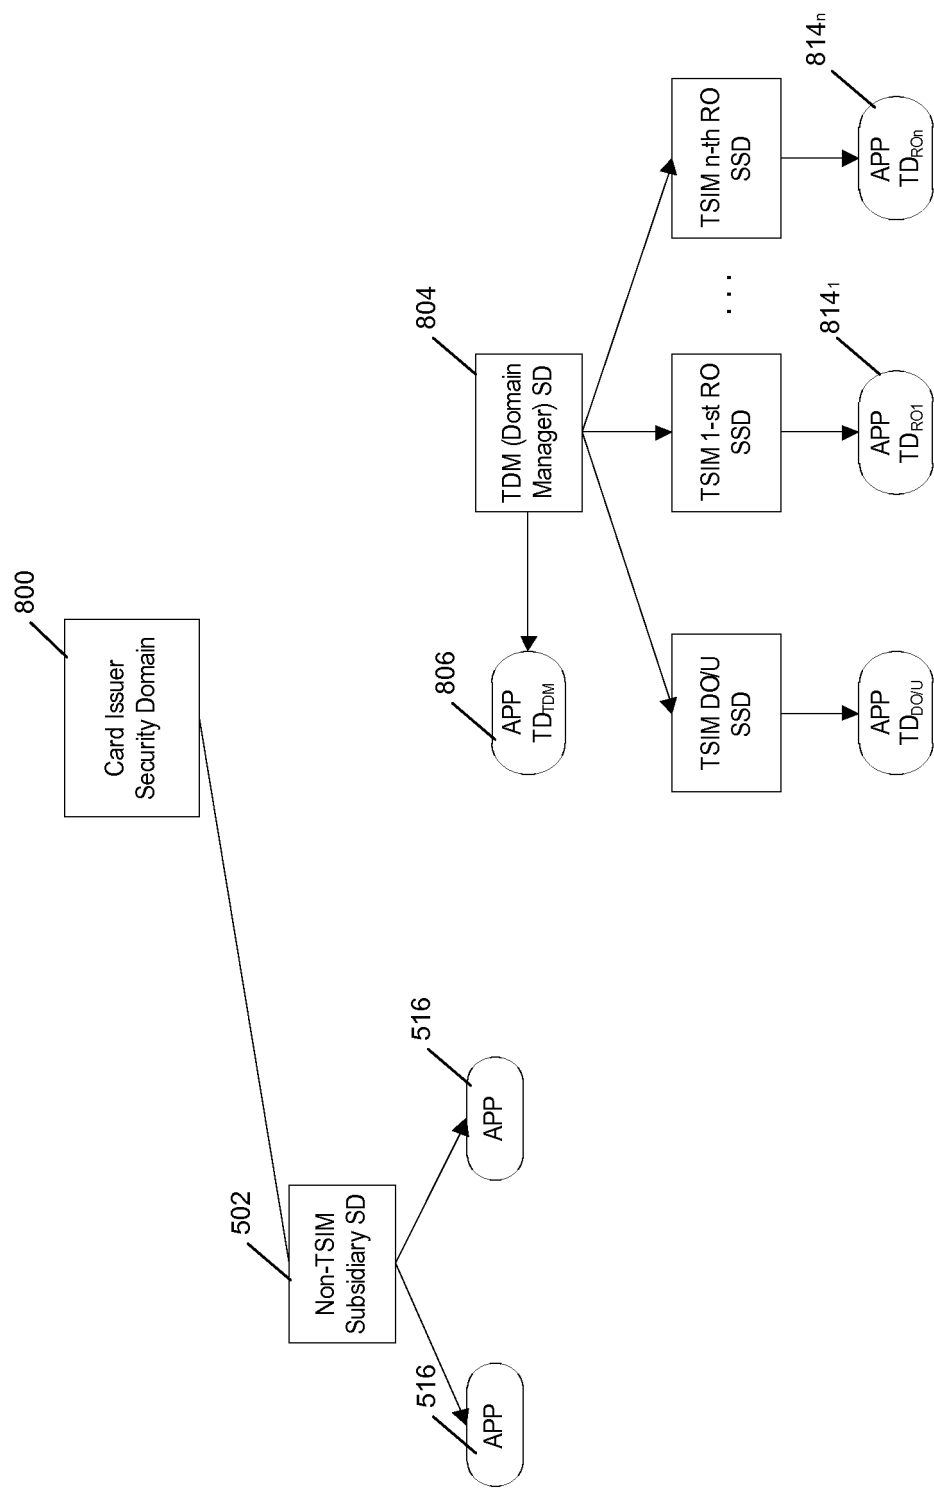 800
Card Issuer
Security Domain
502
Non-TSIM
Subsidiary SD
516
APP
516
APP
804
TDM (Domain
Manager) SD
806
APP
TDTDM
TSIM DO/U
SSD
TSIM 1-st RO
SSD
. . .
TSIM n-th RO
SSD
APP
TDDO/U
814₁
APP
TDRO1
814n
APP
TDROn